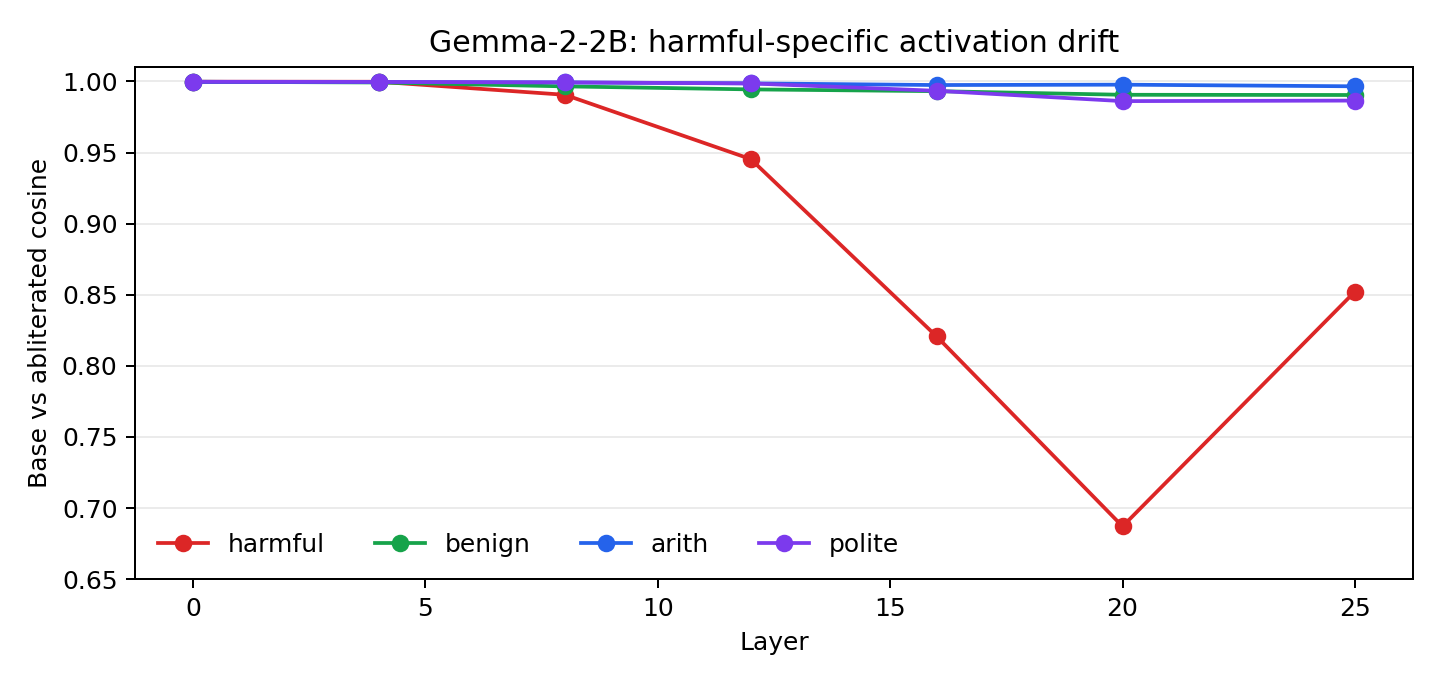 Gemma-2-2B: harmful-specific activation drift
Base vs abliterated cosine
1.00
0.95
0.90
0.85
0.80
0.75
0.70
0.65
harmful benign arith polite
0 5 10 15 20 25
Layer